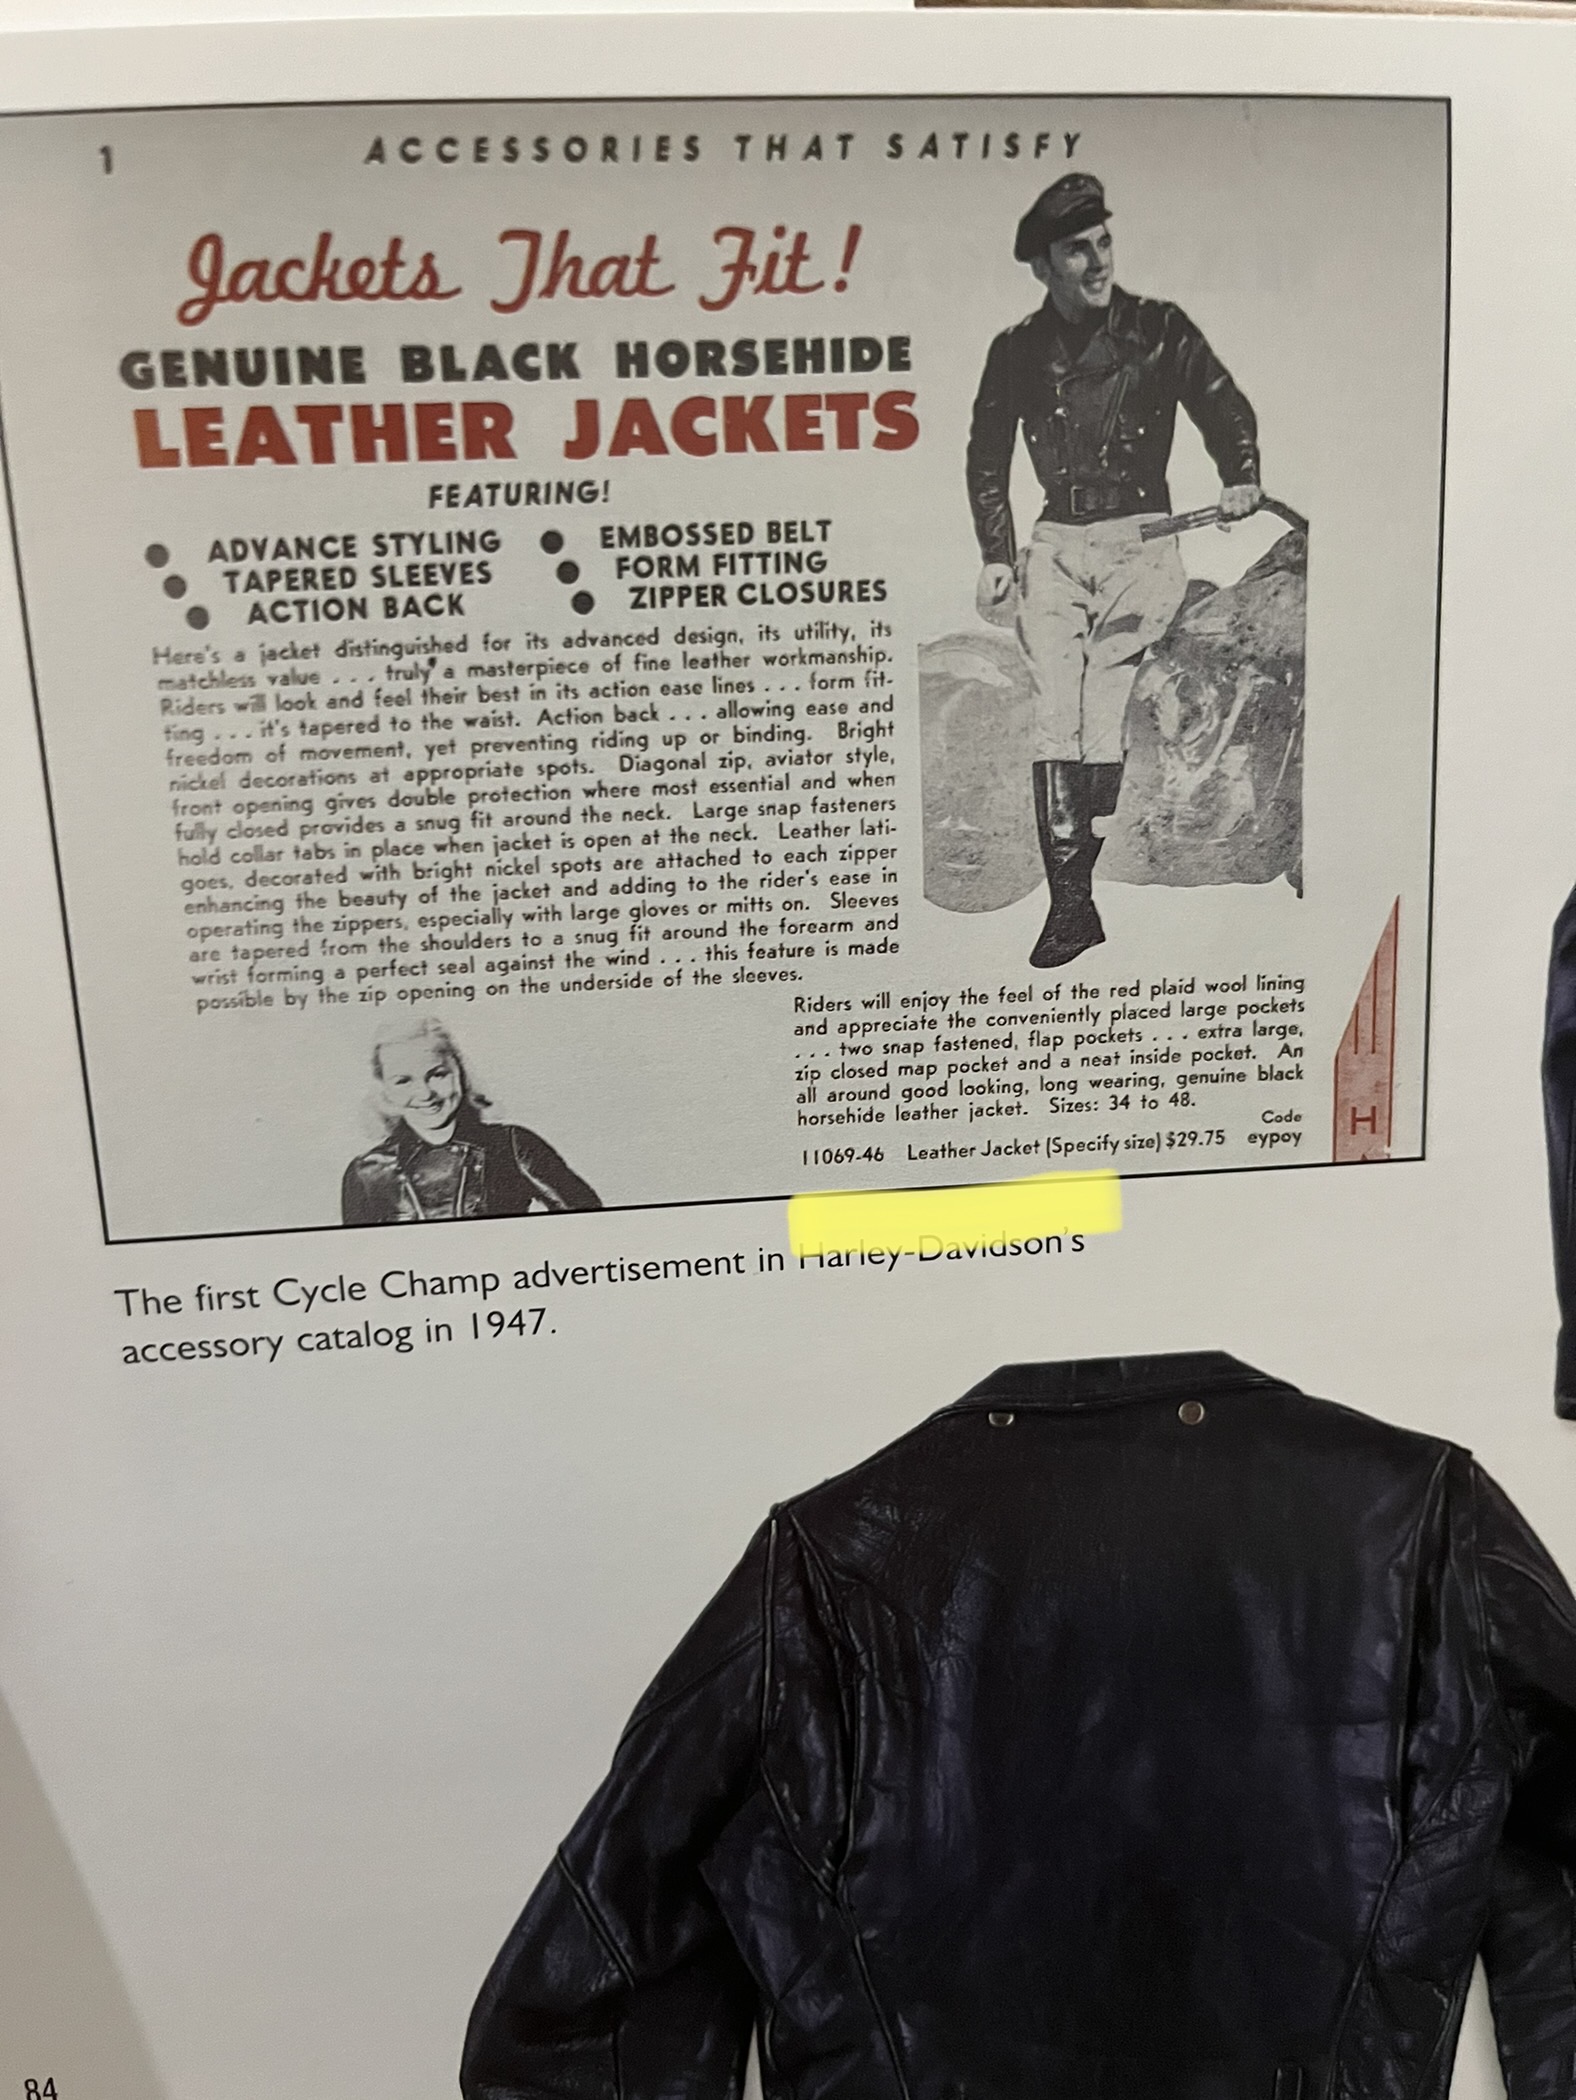 1
ACCESSORIES THAT SATISFY
Jackets That Fit!
GENUINE BLACK HORSEHIDE
LEATHER JACKETS
FEATURING!
● ADVANCE STYLING
● TAPERED SLEEVES
● ACTION BACK
● EMBOSSED BELT
● FORM FITTING
● ZIPPER CLOSURES
Here's a jacket distinguished for its advanced design, its utility, its
matchless value . . . truly a masterpiece of fine leather workmanship.
Riders will look and feel their best in its action ease lines . . . form fit-
ting . . . it's tapered to the waist. Action back . . . allowing ease and
freedom of movement, yet preventing riding up or binding. Bright
nickel decorations at appropriate spots. Diagonal zip, aviator style,
front opening gives double protection where most essential and when
fully closed provides a snug fit around the neck. Large snap fasteners
hold collar tabs in place when jacket is open at the neck. Leather lati-
goes, decorated with bright nickel spots are attached to each zipper
enhancing the beauty of the jacket and adding to the rider's ease in
operating the zippers, especially with large gloves or mitts on. Sleeves
are tapered from the shoulders to a snug fit around the forearm and
wrist forming a perfect seal against the wind . . . this feature is made
possible by the zip opening on the underside of the sleeves.
Riders will enjoy the feel of the red plaid wool lining
and appreciate the conveniently placed large pockets
. . . two snap fastened, flap pockets . . . extra large,
zip closed map pocket and a neat inside pocket. An
all around good looking, long wearing, genuine black
horsehide leather jacket. Sizes: 34 to 48.
Code
11069-46 Leather Jacket (Specify size) $29.75 eypoy
H
The first Cycle Champ advertisement in Harley-Davidson's
accessory catalog in 1947.
84